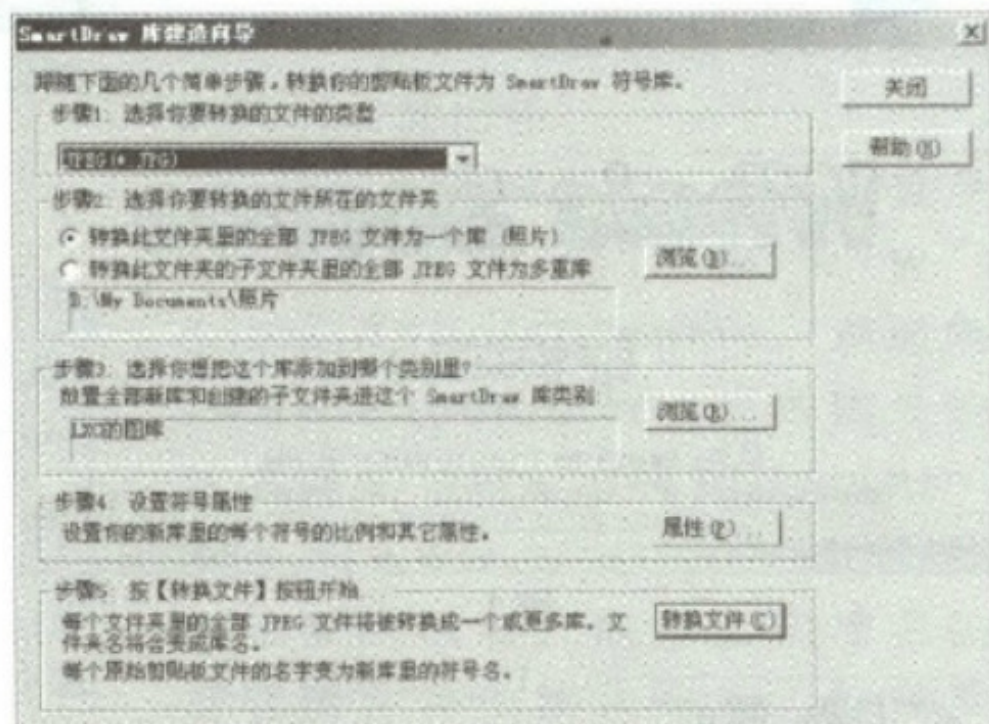 SmartDraw 库建造向导
跟随下面的几个简单步骤，转换你的剪贴板文件为 SmartDraw 符号库。
关闭
步骤1: 选择你要转换的文件的类型
JPEG(*.JPG)
帮助(H)
步骤2: 选择你要转换的文件所在的文件夹
转换此文件夹里的全部 JPEG 文件为一个库 (照片)
转换此文件夹的子文件夹里的全部 JPEG 文件为多重库
浏览(B)...
D:\My Documents\照片
步骤3: 选择你想把这个库添加到哪个类别里?
放置全部新库和创建的子文件夹进这个 SmartDraw 库类别:
浏览(R)...
LXC的图库
步骤4: 设置符号属性
设置你的新库里的每个符号的比例和其它属性。
属性(P)...
步骤5: 按【转换文件】按钮开始
每个文件夹里的全部 JPEG 文件将被转换成一个或更多库。文
件夹名将会变成库名。
转换文件(C)
每个原始剪贴板文件的名字变为新库里的符号名。